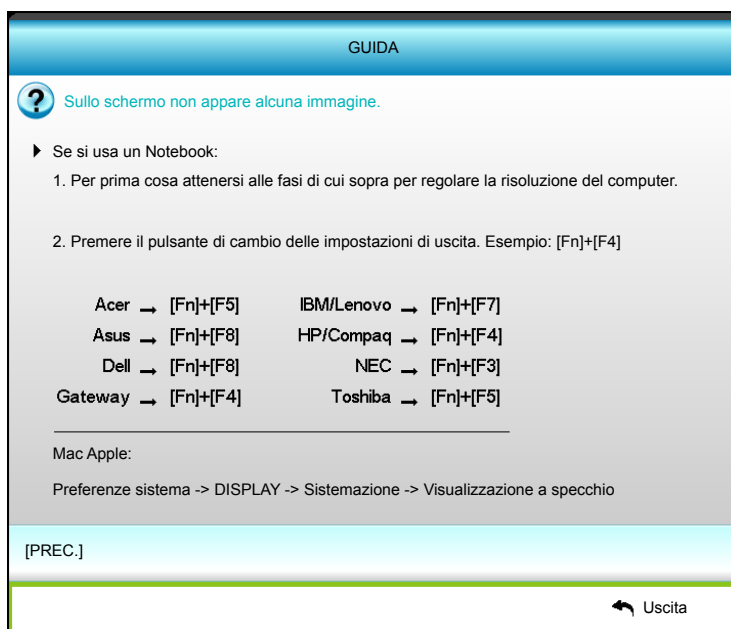 GUIDA
Sullo schermo non appare alcuna immagine.
Se si usa un Notebook:
1. Per prima cosa attenersi alle fasi di cui sopra per regolare la risoluzione del computer.
2. Premere il pulsante di cambio delle impostazioni di uscita. Esempio: [Fn]+[F4]
Acer → [Fn]+[F5] IBM/Lenovo → [Fn]+[F7]
Asus → [Fn]+[F8] HP/Compaq → [Fn]+[F4]
Dell → [Fn]+[F8] NEC → [Fn]+[F3]
Gateway → [Fn]+[F4] Toshiba → [Fn]+[F5]
Mac Apple:
Preferenze sistema -> DISPLAY -> Sistemazione -> Visualizzazione a specchio
[PREC.]
Uscita